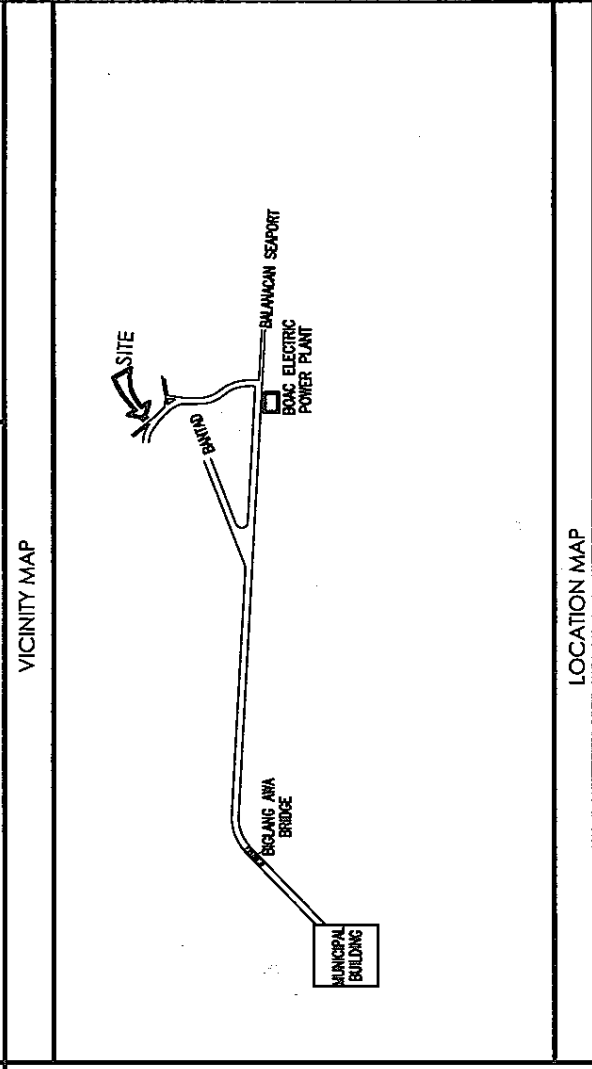 VICINITY MAP
SITE
BANTAD
BALANACAN SEAPORT
BOAC ELECTRIC
POWER PLANT
BIGLANG AWA
BRIDGE
MUNICIPAL
BUILDING
LOCATION MAP